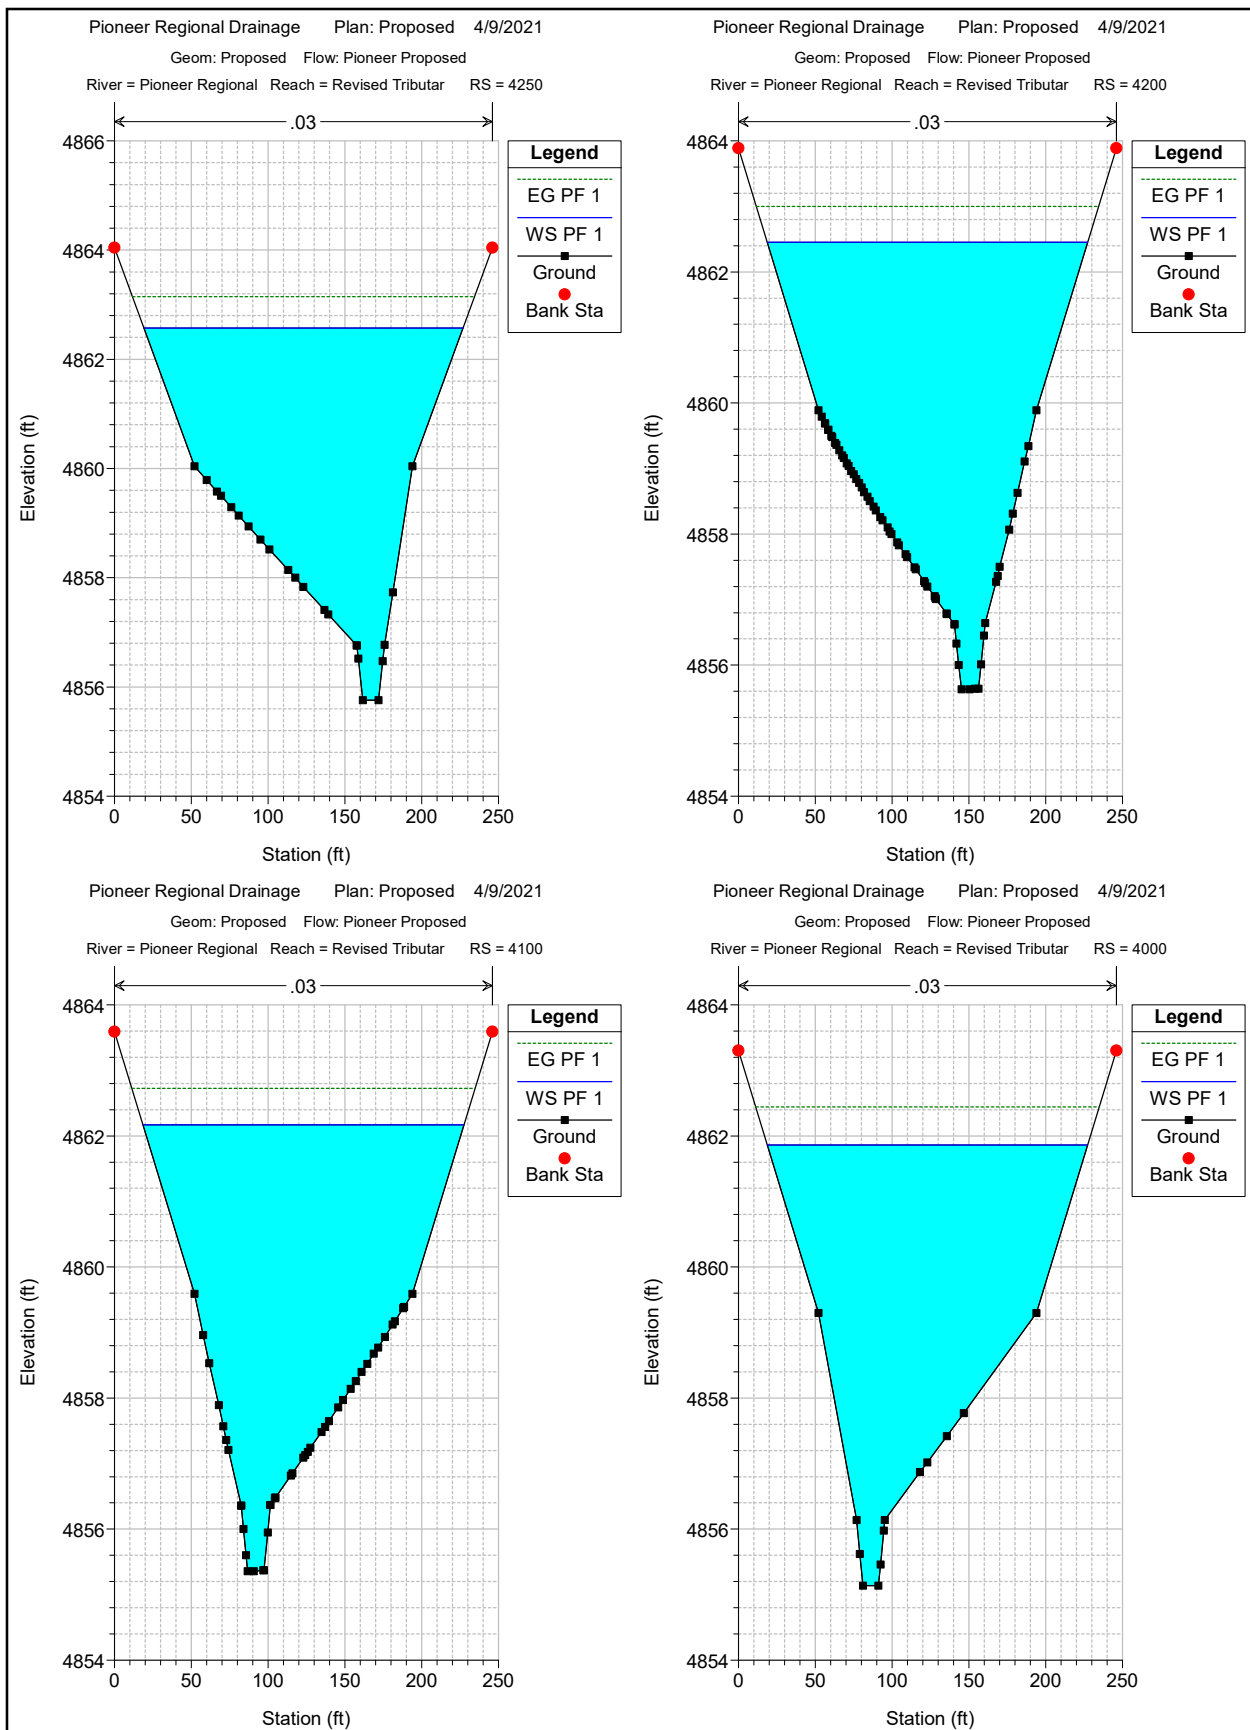 Pioneer Regional Drainage Plan: Proposed 4/9/2021
Geom: Proposed Flow: Pioneer Proposed
River = Pioneer Regional Reach = Revised Tributar RS = 4250
.03
4866
4864
4862
4860
4858
4856
4854
0 50 100 150 200 250
Elevation (ft)
Station (ft)
Legend
EG PF 1
WS PF 1
Ground
Bank Sta
Pioneer Regional Drainage Plan: Proposed 4/9/2021
Geom: Proposed Flow: Pioneer Proposed
River = Pioneer Regional Reach = Revised Tributar RS = 4200
.03
4864
4862
4860
4858
4856
4854
0 50 100 150 200 250
Elevation (ft)
Station (ft)
Legend
EG PF 1
WS PF 1
Ground
Bank Sta
Pioneer Regional Drainage Plan: Proposed 4/9/2021
Geom: Proposed Flow: Pioneer Proposed
River = Pioneer Regional Reach = Revised Tributar RS = 4100
.03
4864
4862
4860
4858
4856
4854
0 50 100 150 200 250
Elevation (ft)
Station (ft)
Legend
EG PF 1
WS PF 1
Ground
Bank Sta
Pioneer Regional Drainage Plan: Proposed 4/9/2021
Geom: Proposed Flow: Pioneer Proposed
River = Pioneer Regional Reach = Revised Tributar RS = 4000
.03
4864
4862
4860
4858
4856
4854
0 50 100 150 200 250
Elevation (ft)
Station (ft)
Legend
EG PF 1
WS PF 1
Ground
Bank Sta